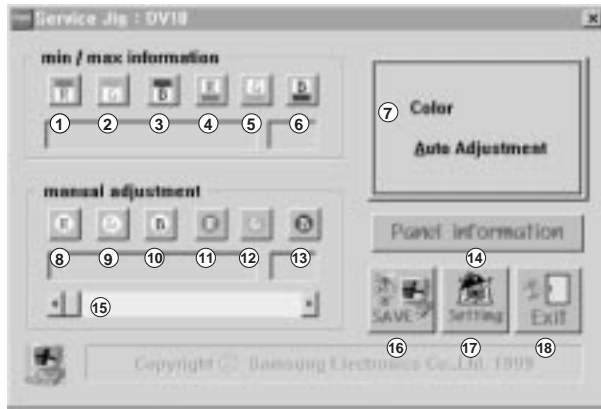 Service Jig : DV18
min / max information
R G B R G B
① ② ③ ④ ⑤ ⑥
⑦ Color
Auto Adjustment
manual adjustment
R G B R G B
⑧ ⑨ ⑩ ⑪ ⑫ ⑬
Panel information
⑭
⑮
SAVE Setting Exit
⑯ ⑰ ⑱
Copyright ⓒ Samsung Electronics Co.,Ltd. 1999